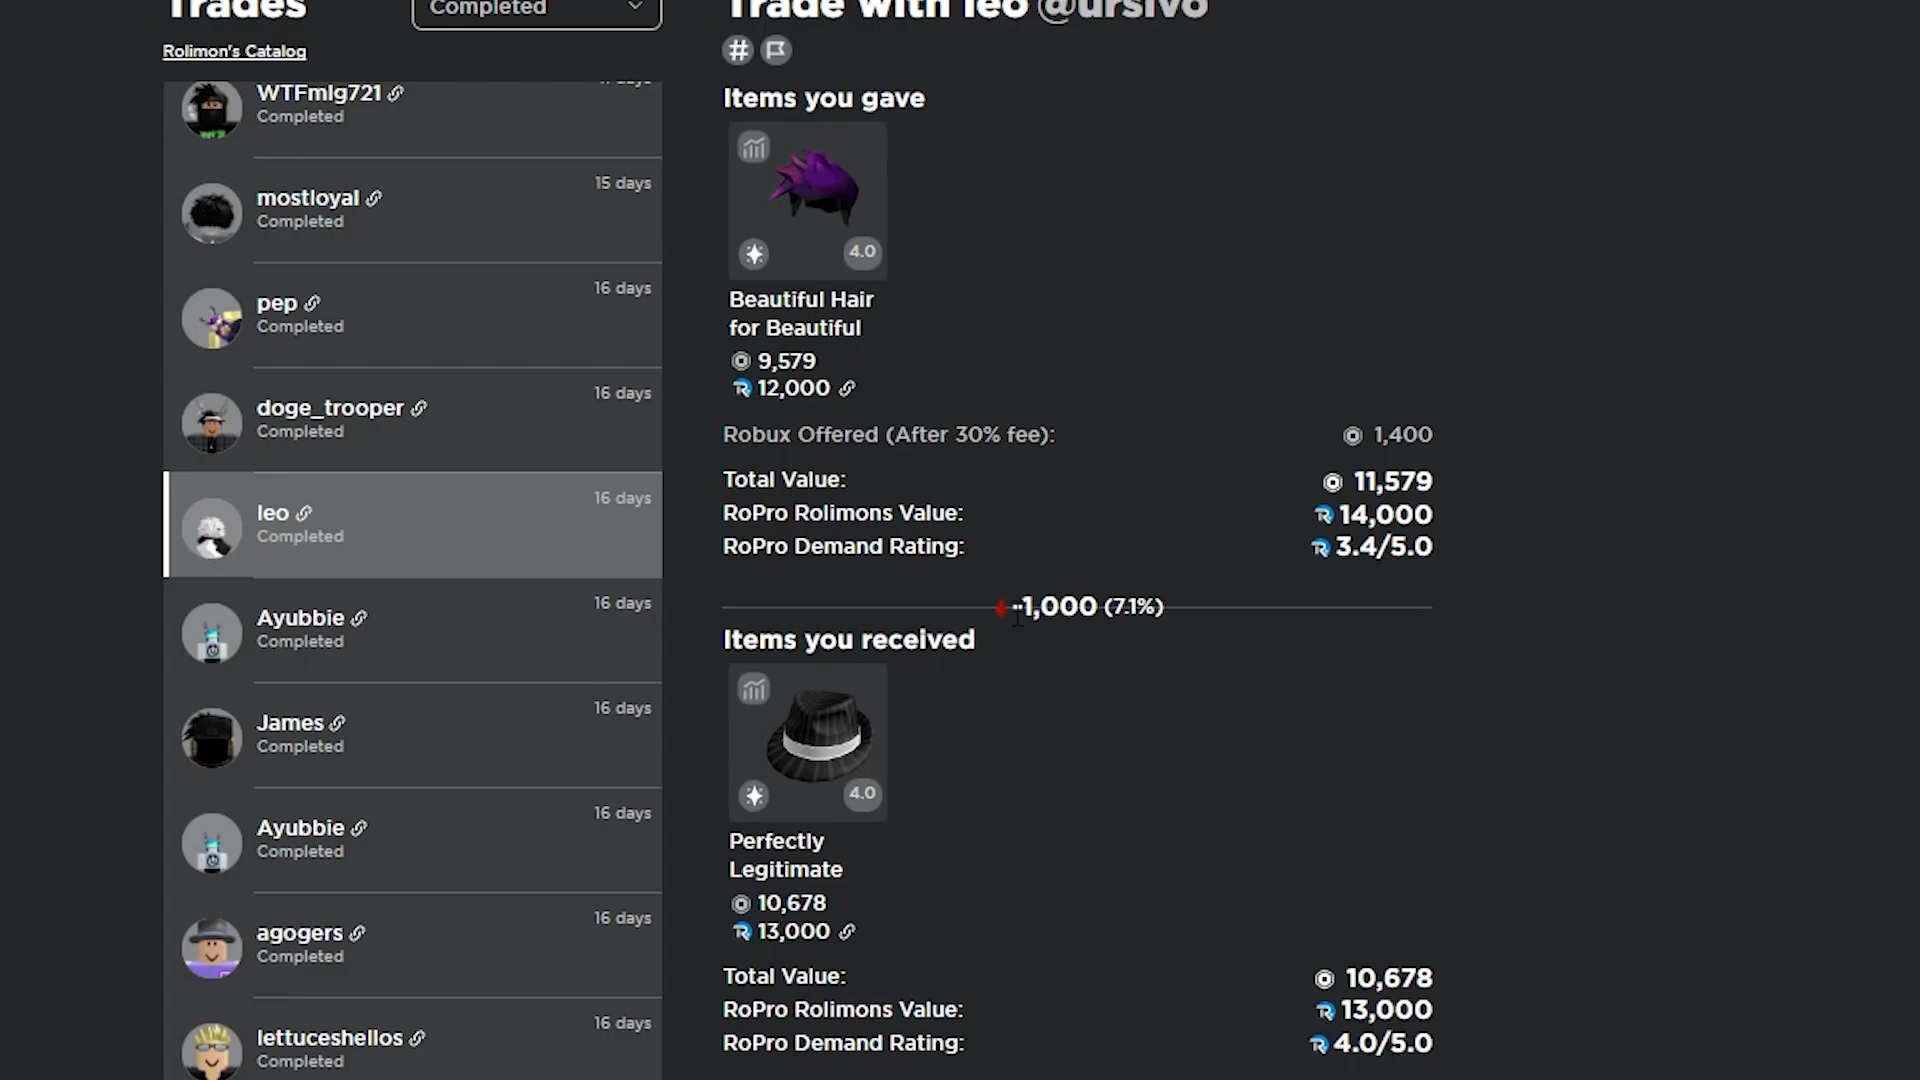 Trades
Completed
Rolimon's Catalog
WTFmlg721
Completed
mostloyal
15 days
Completed
pep
16 days
Completed
doge_trooper
16 days
Completed
leo
16 days
Completed
Ayubbie
16 days
Completed
James
16 days
Completed
Ayubbie
16 days
Completed
agogers
16 days
Completed
lettuceshellos
16 days
Completed
Trade with leo @ursivo
#
Items you gave
4.0
Beautiful Hair
for Beautiful
9,579
12,000
Robux Offered (After 30% fee): 1,400
Total Value: 11,579
RoPro Rolimons Value: 14,000
RoPro Demand Rating: 3.4/5.0
-1,000 (7.1%)
Items you received
4.0
Perfectly
Legitimate
10,678
13,000
Total Value: 10,678
RoPro Rolimons Value: 13,000
RoPro Demand Rating: 4.0/5.0